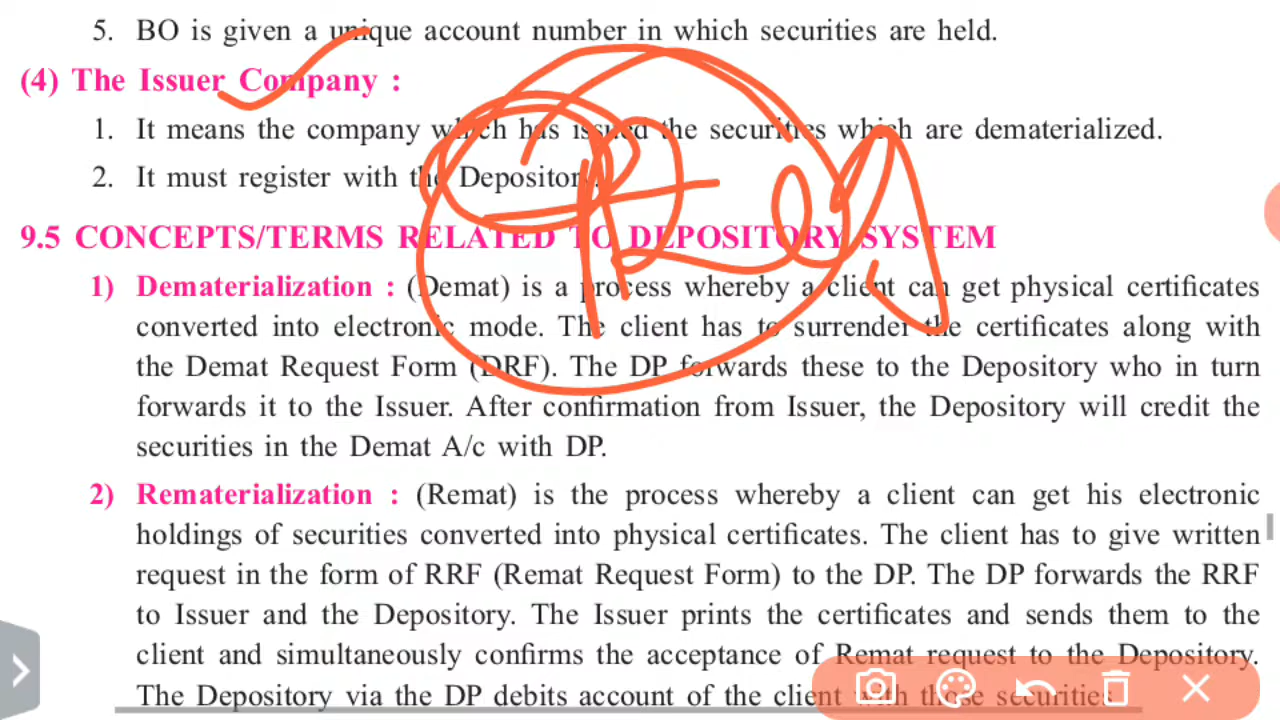 5. BO is given a unique account number in which securities are held.
(4) The Issuer Company :
1. It means the company which has issued the securities which are dematerialized.
2. It must register with the Depository.
9.5 CONCEPTS/TERMS RELATED TO DEPOSITORY SYSTEM
1) Dematerialization : (Demat) is a process whereby a client can get physical certificates
converted into electronic mode. The client has to surrender the certificates along with
the Demat Request Form (DRF). The DP forwards these to the Depository who in turn
forwards it to the Issuer. After confirmation from Issuer, the Depository will credit the
securities in the Demat A/c with DP.
2) Rematerialization : (Remat) is the process whereby a client can get his electronic
holdings of securities converted into physical certificates. The client has to give written
request in the form of RRF (Remat Request Form) to the DP. The DP forwards the RRF
to Issuer and the Depository. The Issuer prints the certificates and sends them to the
client and simultaneously confirms the acceptance of Remat request to the Depository.
The Depository via the DP debits account of the client with those securities